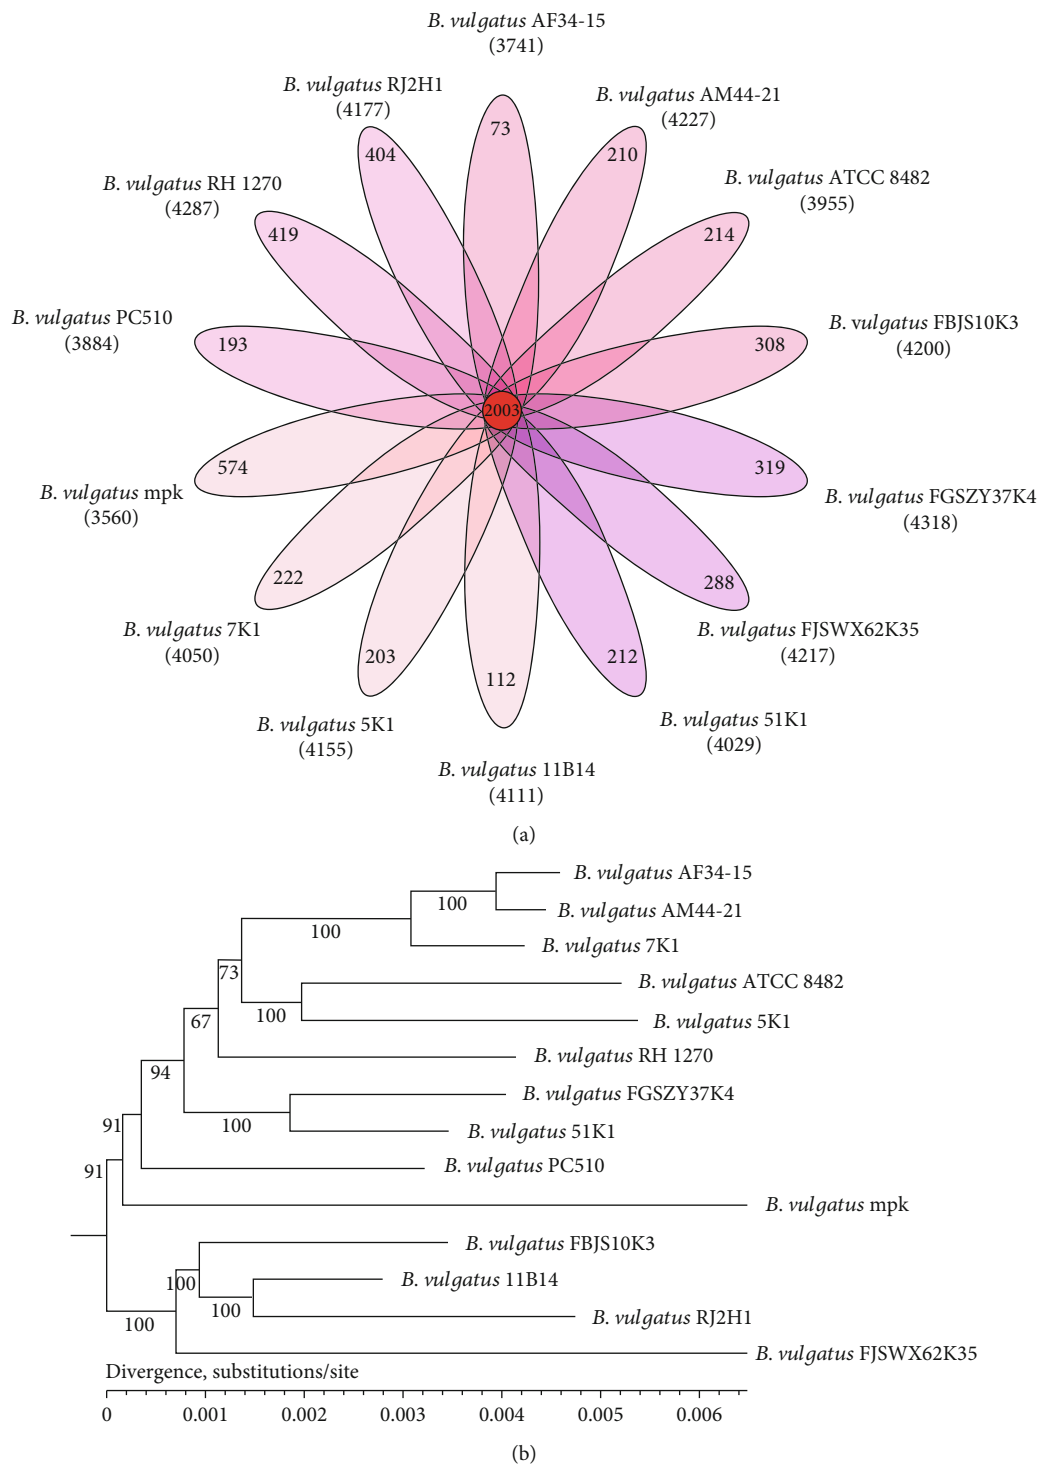 B. vulgatus AF34-15
(3741)
B. vulgatus RJ2H1
(4177)
B. vulgatus AM44-21
(4227)
73
404
210
B. vulgatus RH 1270
(4287)
B. vulgatus ATCC 8482
(3955)
419
214
B. vulgatus PC510
(3884)
B. vulgatus FBJS10K3
(4200)
193
308
2003
574
319
B. vulgatus mpk
(3560)
B. vulgatus FGSZY37K4
(4318)
222
288
B. vulgatus 7K1
(4050)
B. vulgatus FJSWX62K35
(4217)
203
212
112
B. vulgatus 5K1
(4155)
B. vulgatus 51K1
(4029)
B. vulgatus 11B14
(4111)
(a)
B. vulgatus AF34-15
100
B. vulgatus AM44-21
100
B. vulgatus 7K1
73
B. vulgatus ATCC 8482
100
B. vulgatus 5K1
67
B. vulgatus RH 1270
94
B. vulgatus FGSZY37K4
100
91
B. vulgatus 51K1
B. vulgatus PC510
91
B. vulgatus mpk
B. vulgatus FBJS10K3
100
B. vulgatus 11B14
100
B. vulgatus RJ2H1
100
B. vulgatus FJSWX62K35
Divergence, substitutions/site
0 0.001 0.002 0.003 0.004 0.005 0.006
(b)